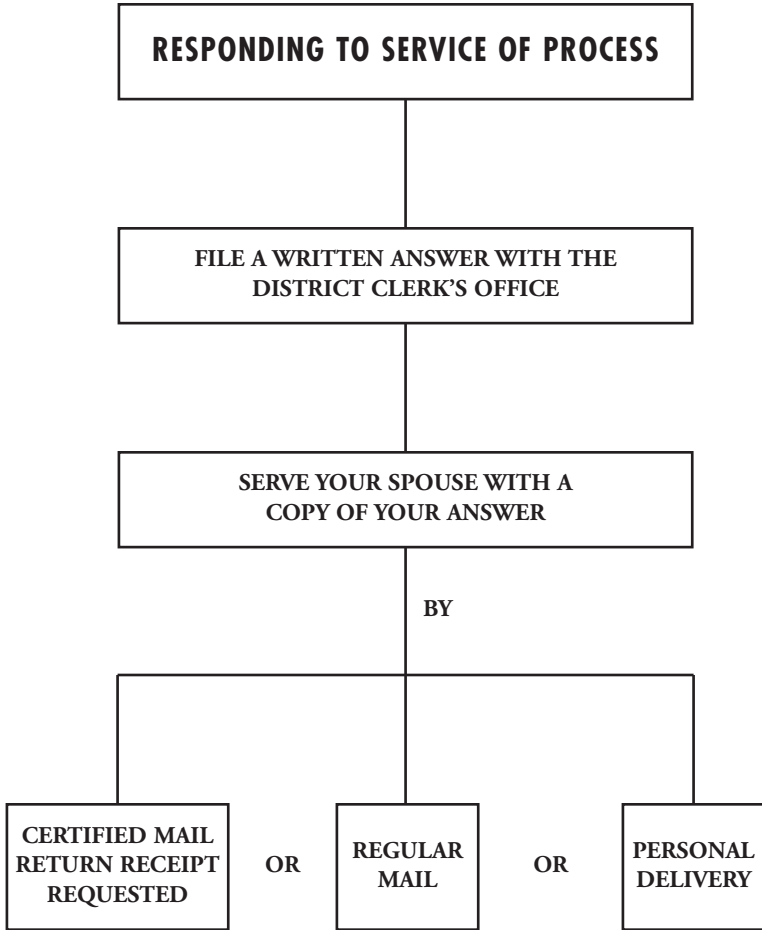 RESPONDING TO SERVICE OF PROCESS
FILE A WRITTEN ANSWER WITH THE
DISTRICT CLERK’S OFFICE
SERVE YOUR SPOUSE WITH A
COPY OF YOUR ANSWER
BY
CERTIFIED MAIL
RETURN RECEIPT
REQUESTED
OR
REGULAR
MAIL
OR
PERSONAL
DELIVERY